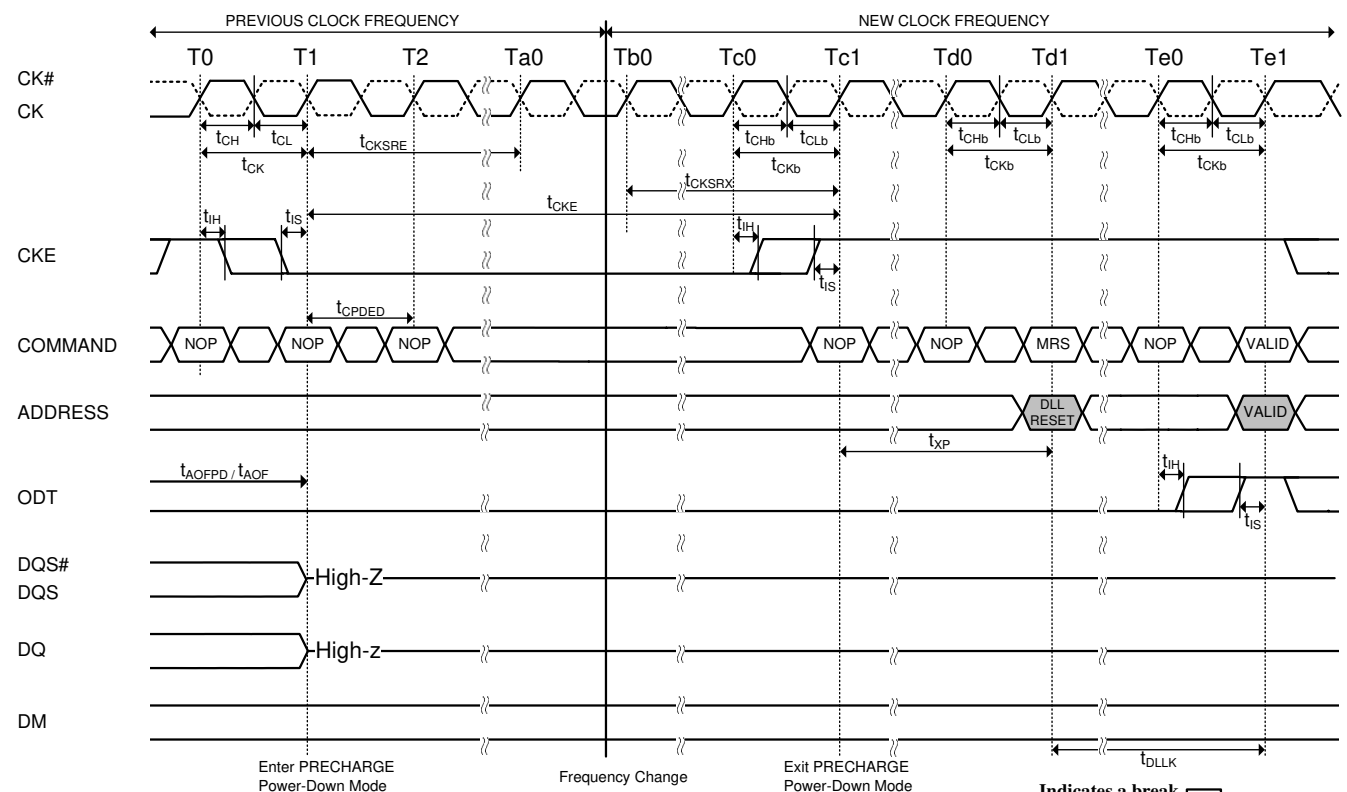 PREVIOUS CLOCK FREQUENCY NEW CLOCK FREQUENCY
T0 T1 T2 Ta0 Tb0 Tc0 Tc1 Td0 Td1 Te0 Te1
CK#
CK
tCH tCL tCKSRE tCHb tCLb tCHb tCLb tCHb tCLb
tCK tCKb tCKb tCKb
tCKSRX
tCKE
tIH tIS tIH
CKE
tIS
tCPDED
COMMAND NOP NOP NOP NOP NOP MRS NOP VALID
ADDRESS DLL RESET VALID
tXP
tAOFPD / tAOF tIH
ODT
tIS
DQS#
High-Z
DQS
DQ High-z
DM
tDLLK
Enter PRECHARGE
Power-Down Mode
Frequency Change
Exit PRECHARGE
Power-Down Mode
Indicates a break